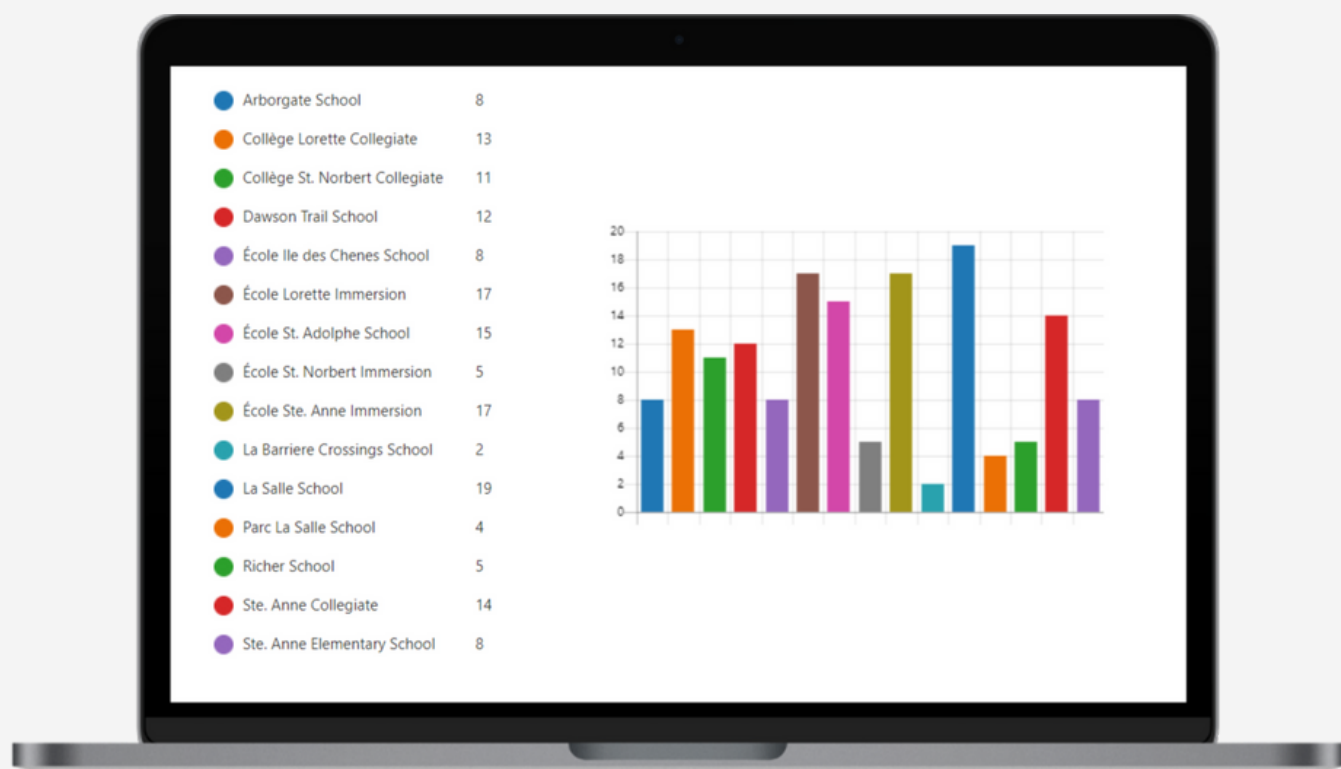 Arborgate School 8
Collège Lorette Collegiate 13
Collège St. Norbert Collegiate 11
Dawson Trail School 12
École Ile des Chenes School 8
École Lorette Immersion 17
École St. Adolphe School 15
École St. Norbert Immersion 5
École Ste. Anne Immersion 17
La Barriere Crossings School 2
La Salle School 19
Parc La Salle School 4
Richer School 5
Ste. Anne Collegiate 14
Ste. Anne Elementary School 8
20
18
16
14
12
10
8
6
4
2
0